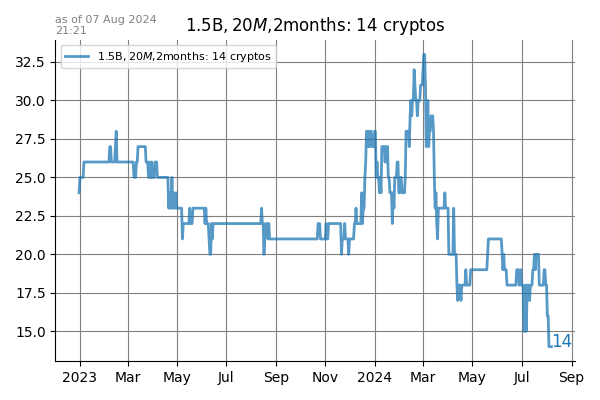 as of 07 Aug 2024
21:21
1.5B, 20M,2months: 14 cryptos
1.5B, 20M,2months: 14 cryptos
32.5
30.0
27.5
25.0
22.5
20.0
17.5
15.0
14
2023 Mar May Jul Sep Nov 2024 Mar May Jul Sep